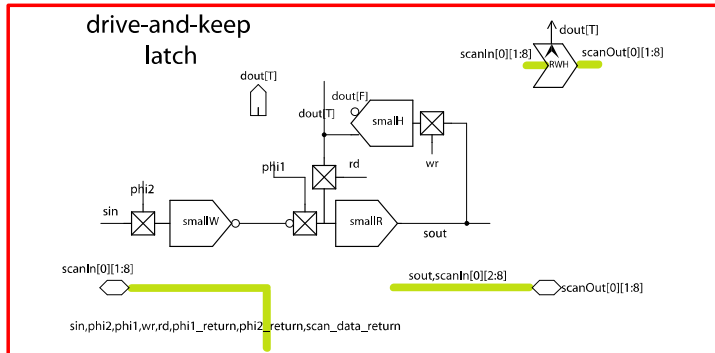 drive-and-keep
latch
dout[T]
scanIn[0][1:8]
RWH
scanOut[0][1:8]
dout[T]
dout[F]
dout[T]
smallH
phi1
rd
wr
phi2
sin
smallW
smallR
sout
scanIn[0][1:8]
sout,scanIn[0][2:8]
scanOut[0][1:8]
sin,phi2,phi1,wr,rd,phi1_return,phi2_return,scan_data_return